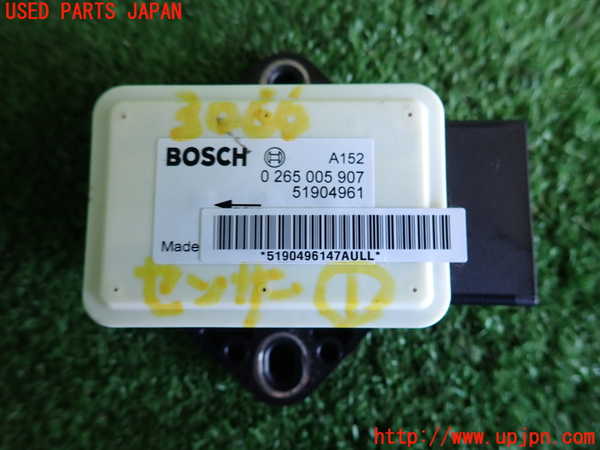 USED PARTS JAPAN
3066
BOSCH
A152
0 265 005 907
51904961
Made
*5190496147AULL*
センサー ①
http://www.upjpn.com